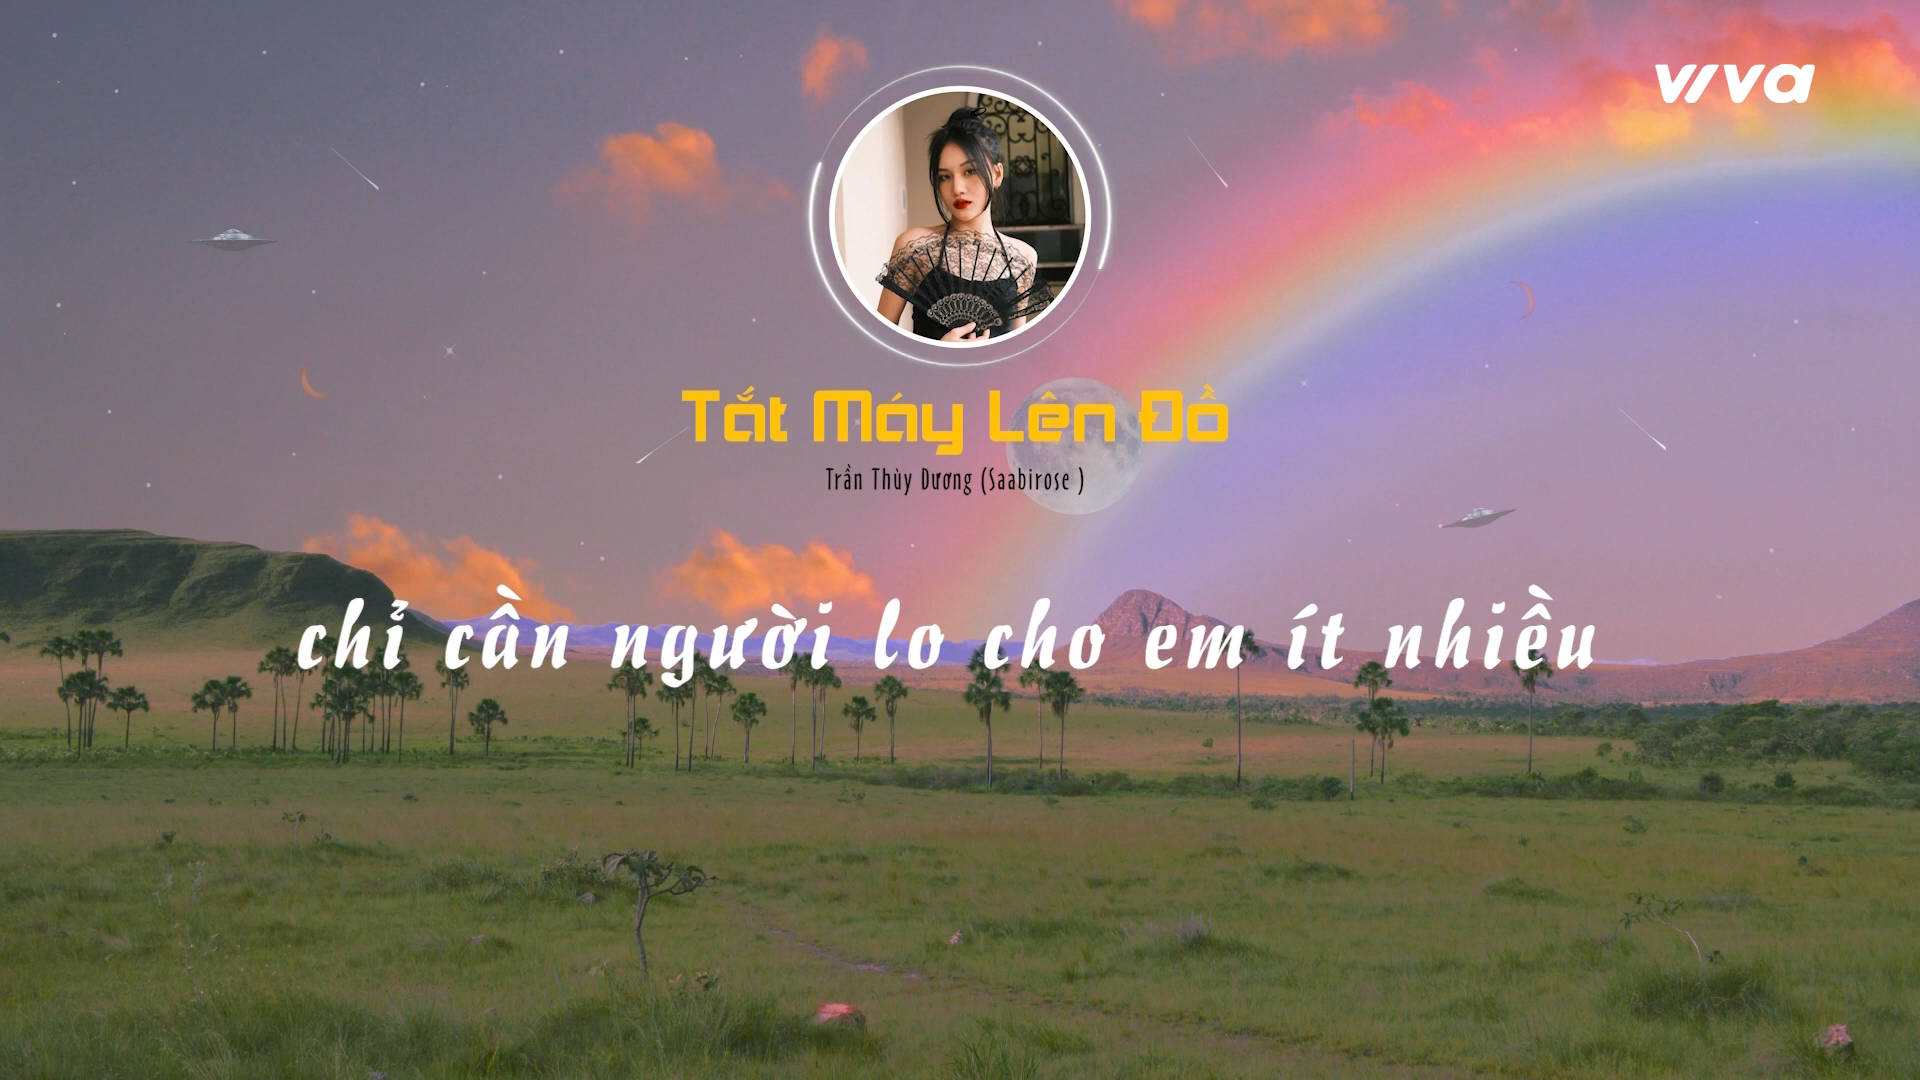 viva
Tắt Máy Lên Đồ
Trần Thùy Dương (Saabirose )
chỉ cần người lo cho em ít nhiều